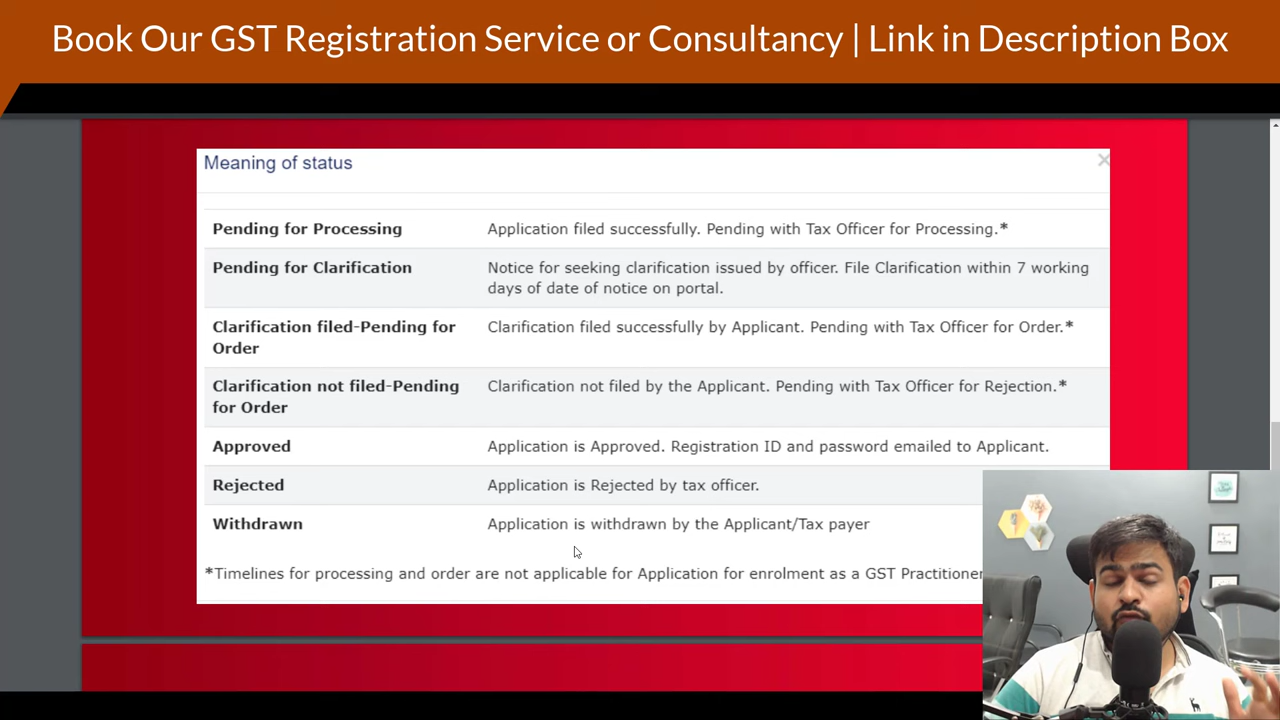 Book Our GST Registration Service or Consultancy | Link in Description Box
Meaning of status
Pending for Processing
Application filed successfully. Pending with Tax Officer for Processing.*
Pending for Clarification
Notice for seeking clarification issued by officer. File Clarification within 7 working
days of date of notice on portal.
Clarification filed-Pending for
Order
Clarification filed successfully by Applicant. Pending with Tax Officer for Order.*
Clarification not filed-Pending
for Order
Clarification not filed by the Applicant. Pending with Tax Officer for Rejection.*
Approved
Application is Approved. Registration ID and password emailed to Applicant.
Rejected
Application is Rejected by tax officer.
Withdrawn
Application is withdrawn by the Applicant/Tax payer
*Timelines for processing and order are not applicable for Application for enrolment as a GST Practitioner